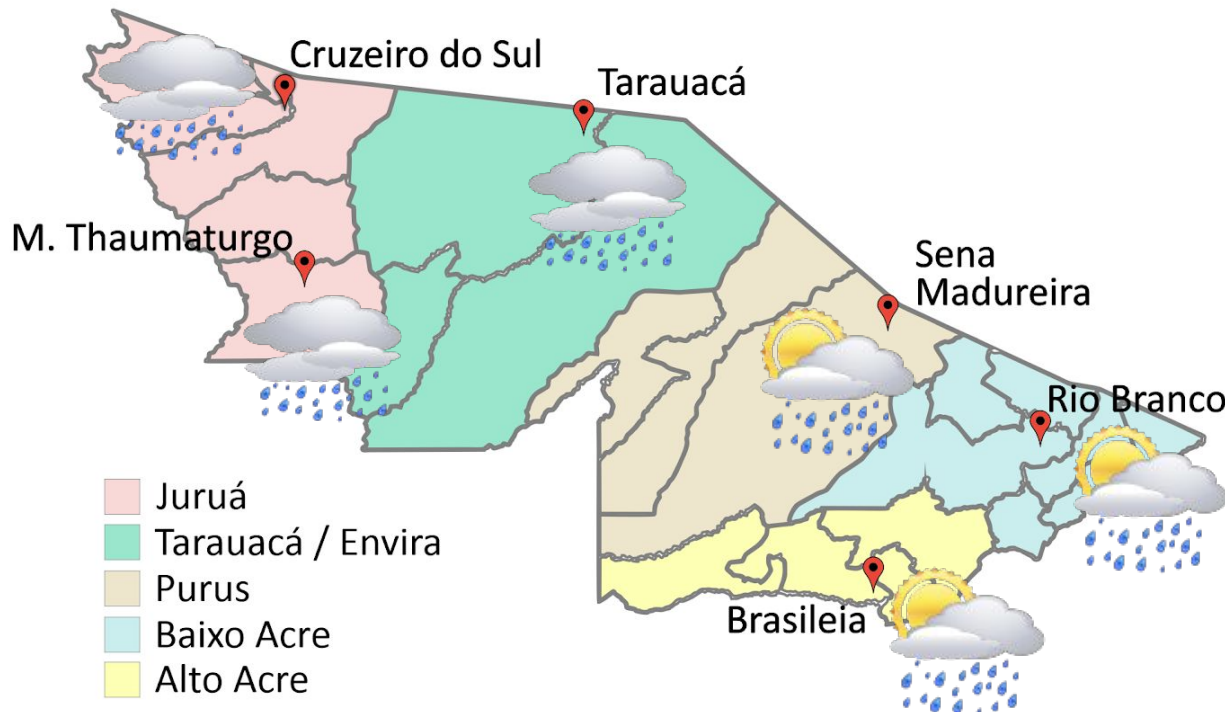 Cruzeiro do Sul
Tarauacá
M. Thaumaturgo
Sena
Madureira
Rio Branco
Brasileia
Juruá
Tarauacá / Envira
Purus
Baixo Acre
Alto Acre